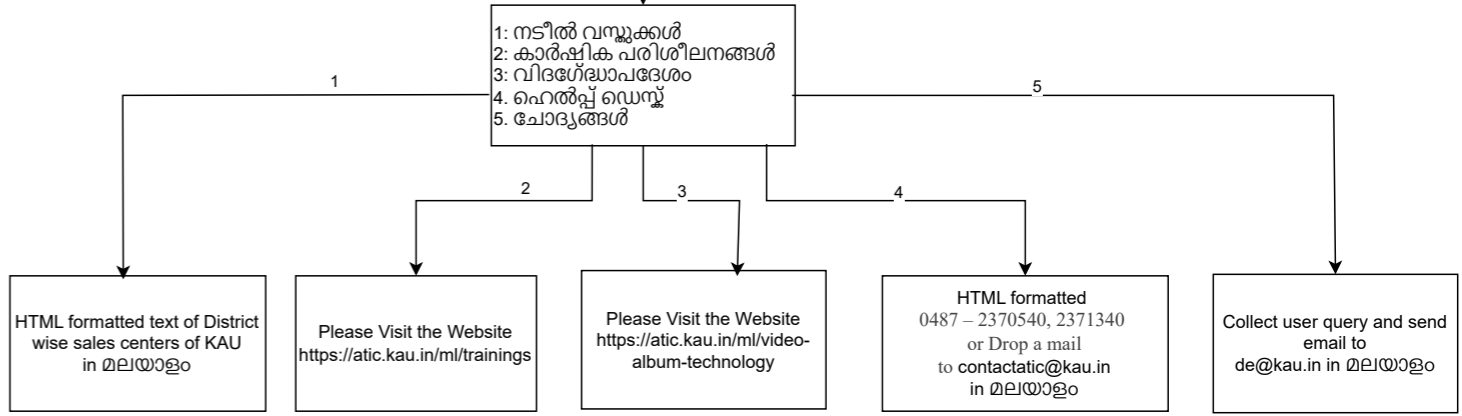 1: നടീൽ വസ്തുക്കൾ
2: കാർഷിക പരിശീലനങ്ങൾ
3: വിദഗ്ധോപദേശം
4. ഹെൽപ്പ് ഡെസ്ക്
5. ചോദ്യങ്ങൾ
1
5
2
3
4
HTML formatted text of District
wise sales centers of KAU
in മലയാളം
Please Visit the Website
https://atic.kau.in/ml/trainings
Please Visit the Website
https://atic.kau.in/ml/video-
album-technology
HTML formatted
0487 – 2370540, 2371340
or Drop a mail
to contactatic@kau.in
in മലയാളം
Collect user query and send
email to
de@kau.in in മലയാളം